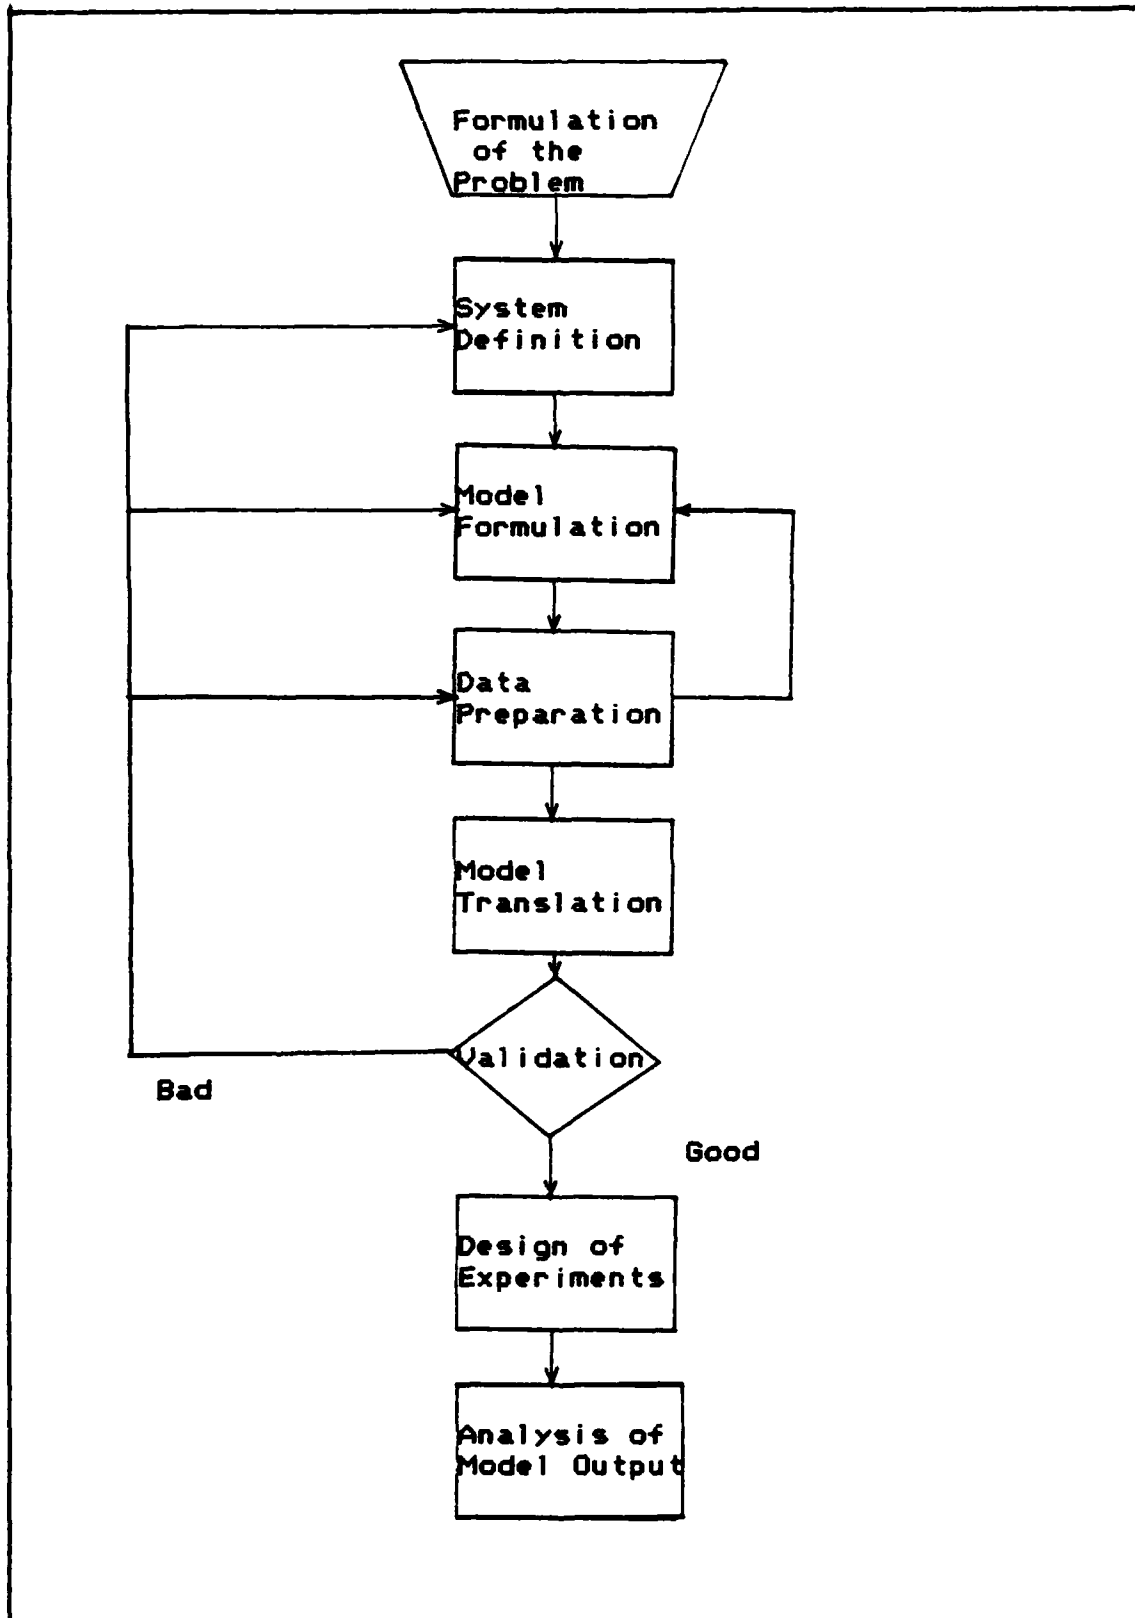 Formulation
of the
Problem
System
Definition
Model
Formulation
Data
Preparation
Model
Translation
Validation
Bad
Good
Design of
Experiments
Analysis of
Model Output